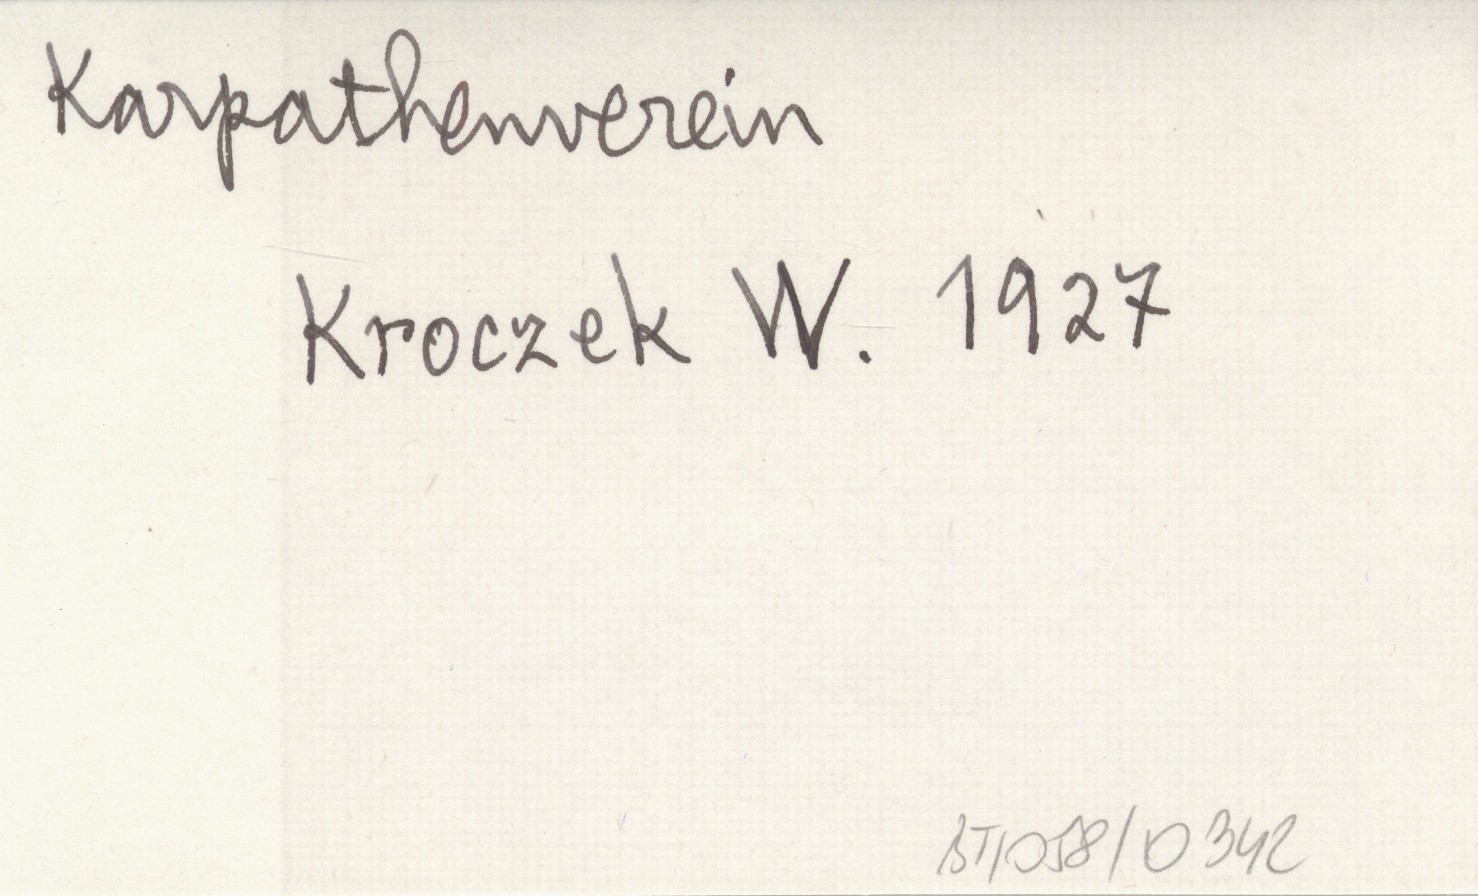 Karpathenverein
Kroczek W. 1927
BT/058/0342